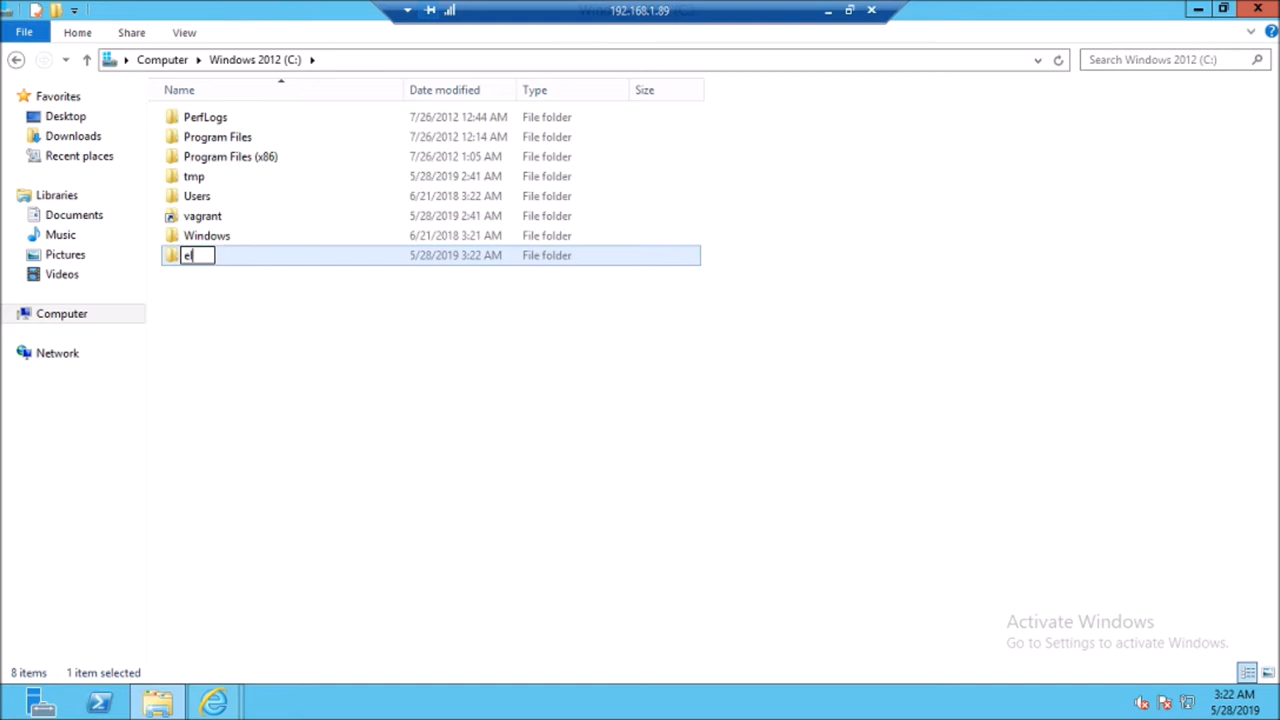 192.168.1.89
File Home Share View
Computer Windows 2012 (C:) Search Windows 2012 (C:)
Name Date modified Type Size
Favorites
Desktop
Downloads
Recent places
Libraries
Documents
Music
Pictures
Videos
Computer
Network
PerfLogs 7/26/2012 12:44 AM File folder
Program Files 7/26/2012 12:14 AM File folder
Program Files (x86) 7/26/2012 1:05 AM File folder
tmp 5/28/2019 2:41 AM File folder
Users 6/21/2018 3:22 AM File folder
vagrant 5/28/2019 2:41 AM File folder
Windows 6/21/2018 3:21 AM File folder
el 5/28/2019 3:22 AM File folder
Activate Windows
Go to Settings to activate Windows.
8 items 1 item selected
3:22 AM
5/28/2019